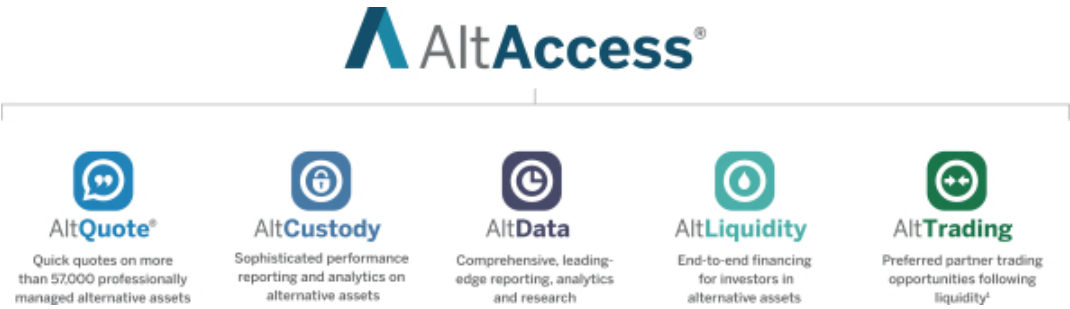 AltAccess®
AltQuote®
Quick quotes on more
than 57,000 professionally
managed alternative assets
AltCustody
Sophisticated performance
reporting and analytics on
alternative assets
AltData
Comprehensive, leading-
edge reporting, analytics
and research
AltLiquidity
End-to-end financing
for investors in
alternative assets
AltTrading
Preferred partner trading
opportunities following
liquidity¹